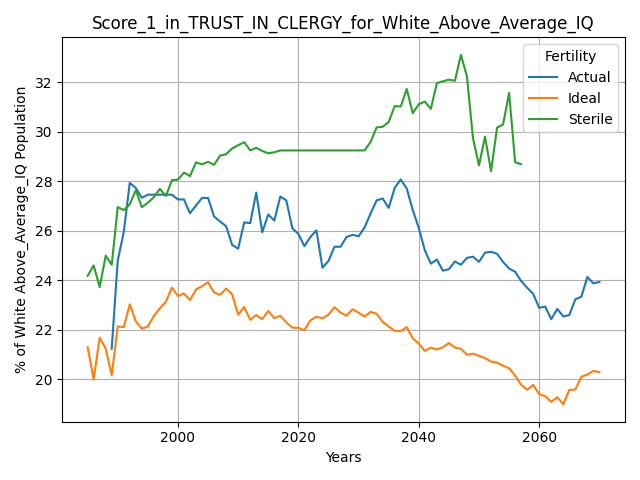 Score_1_in_TRUST_IN_CLERGY_for_White_Above_Average_IQ
Fertility
Actual
Ideal
Sterile
% of White Above_Average_IQ Population
32
30
28
26
24
22
20
2000
2020
2040
2060
Years